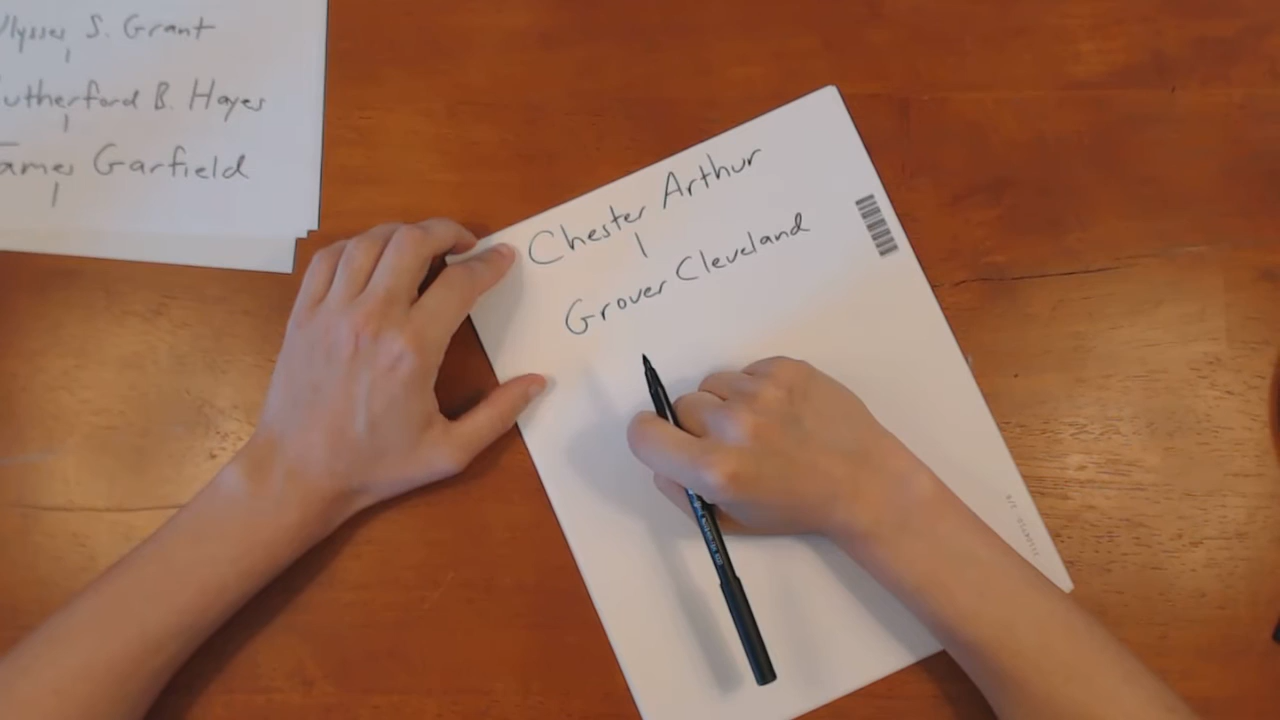 Ulysses S. Grant
Rutherford B. Hayes
James Garfield
Chester Arthur
Grover Cleveland